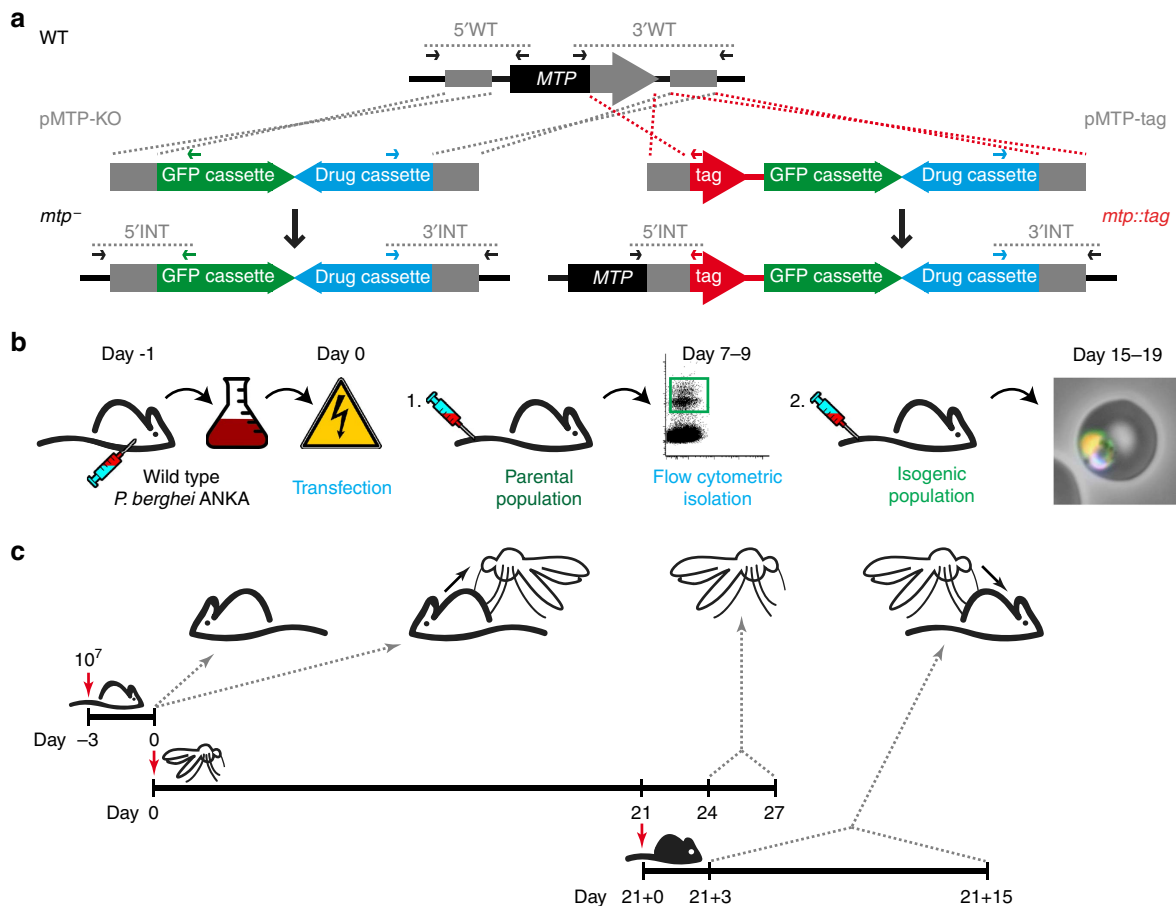 a
WT
5′WT
3′WT
MTP
pMTP-KO
pMTP-tag
GFP cassette
Drug cassette
tag
GFP cassette
Drug cassette
mtp⁻
mtp::tag
5′INT
3′INT
5′INT
3′INT
GFP cassette
Drug cassette
MTP
tag
GFP cassette
Drug cassette
b
Day -1
Day 0
Day 7–9
Day 15–19
1.
2.
Wild type
P. berghei ANKA
Transfection
Parental
population
Flow cytometric
isolation
Isogenic
population
c
10⁷
Day –3 0
Day 0 21 24 27
Day 21+0 21+3 21+15